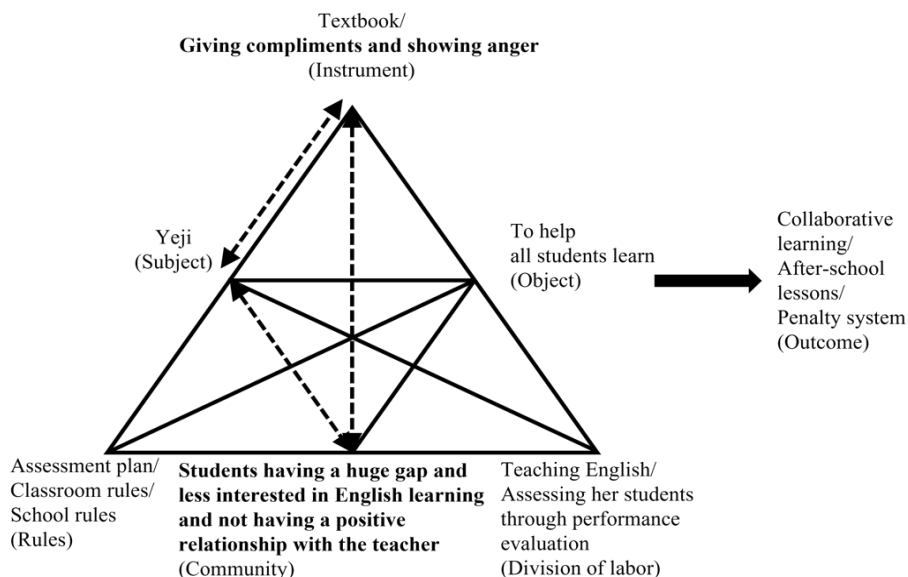 Textbook/
Giving compliments and showing anger
(Instrument)
Yeji
(Subject)
To help
all students learn
(Object)
Collaborative
learning/
After-school
lessons/
Penalty system
(Outcome)
Assessment plan/
Classroom rules/
School rules
(Rules)
Students having a huge gap and
less interested in English learning
and not having a positive
relationship with the teacher
(Community)
Teaching English/
Assessing her students
through performance
evaluation
(Division of labor)